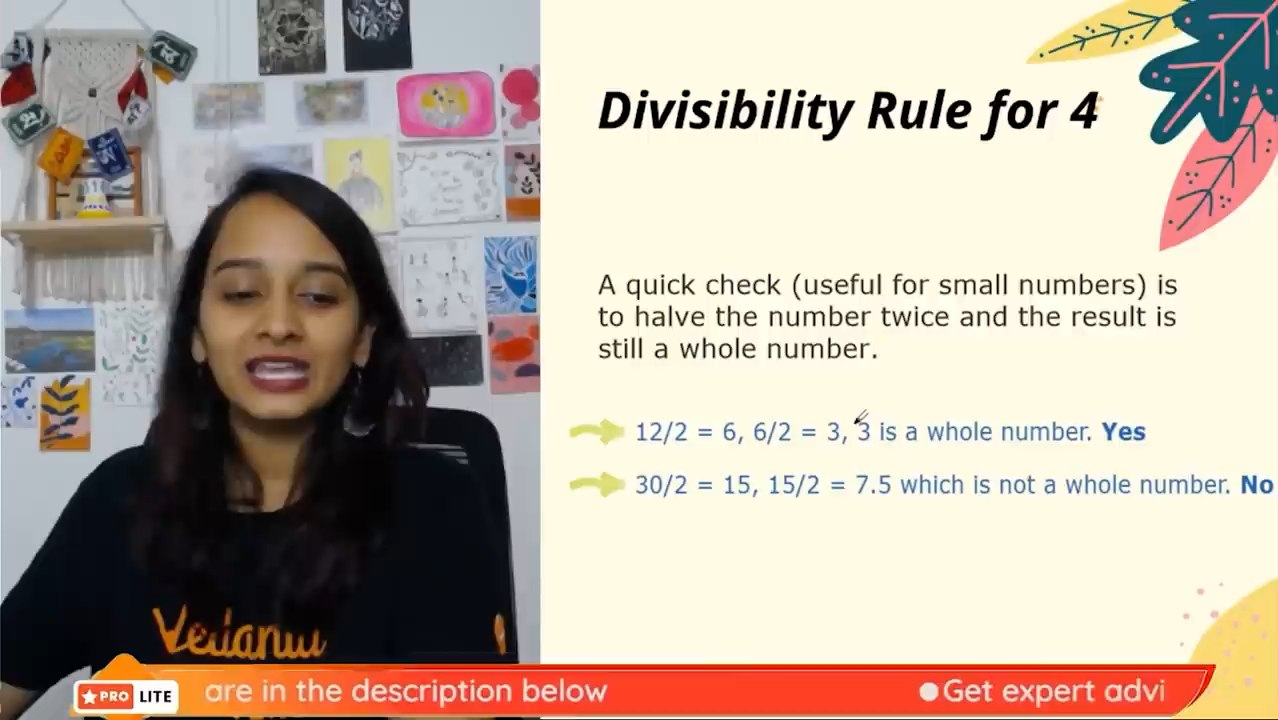 Divisibility Rule for 4
A quick check (useful for small numbers) is
to halve the number twice and the result is
still a whole number.
12/2 = 6, 6/2 = 3, 3 is a whole number. Yes
30/2 = 15, 15/2 = 7.5 which is not a whole number. No
Vedantu
PRO LITE
are in the description below
Get expert advi